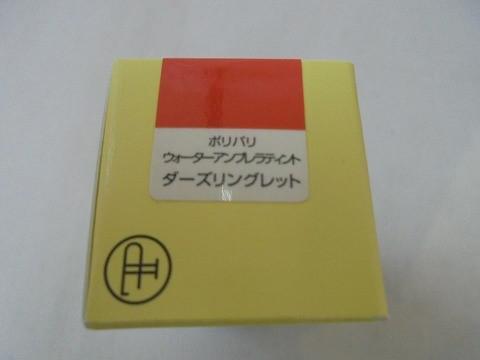 ポリパリ
ウォーターアンブレラティント
ダーズリングレット